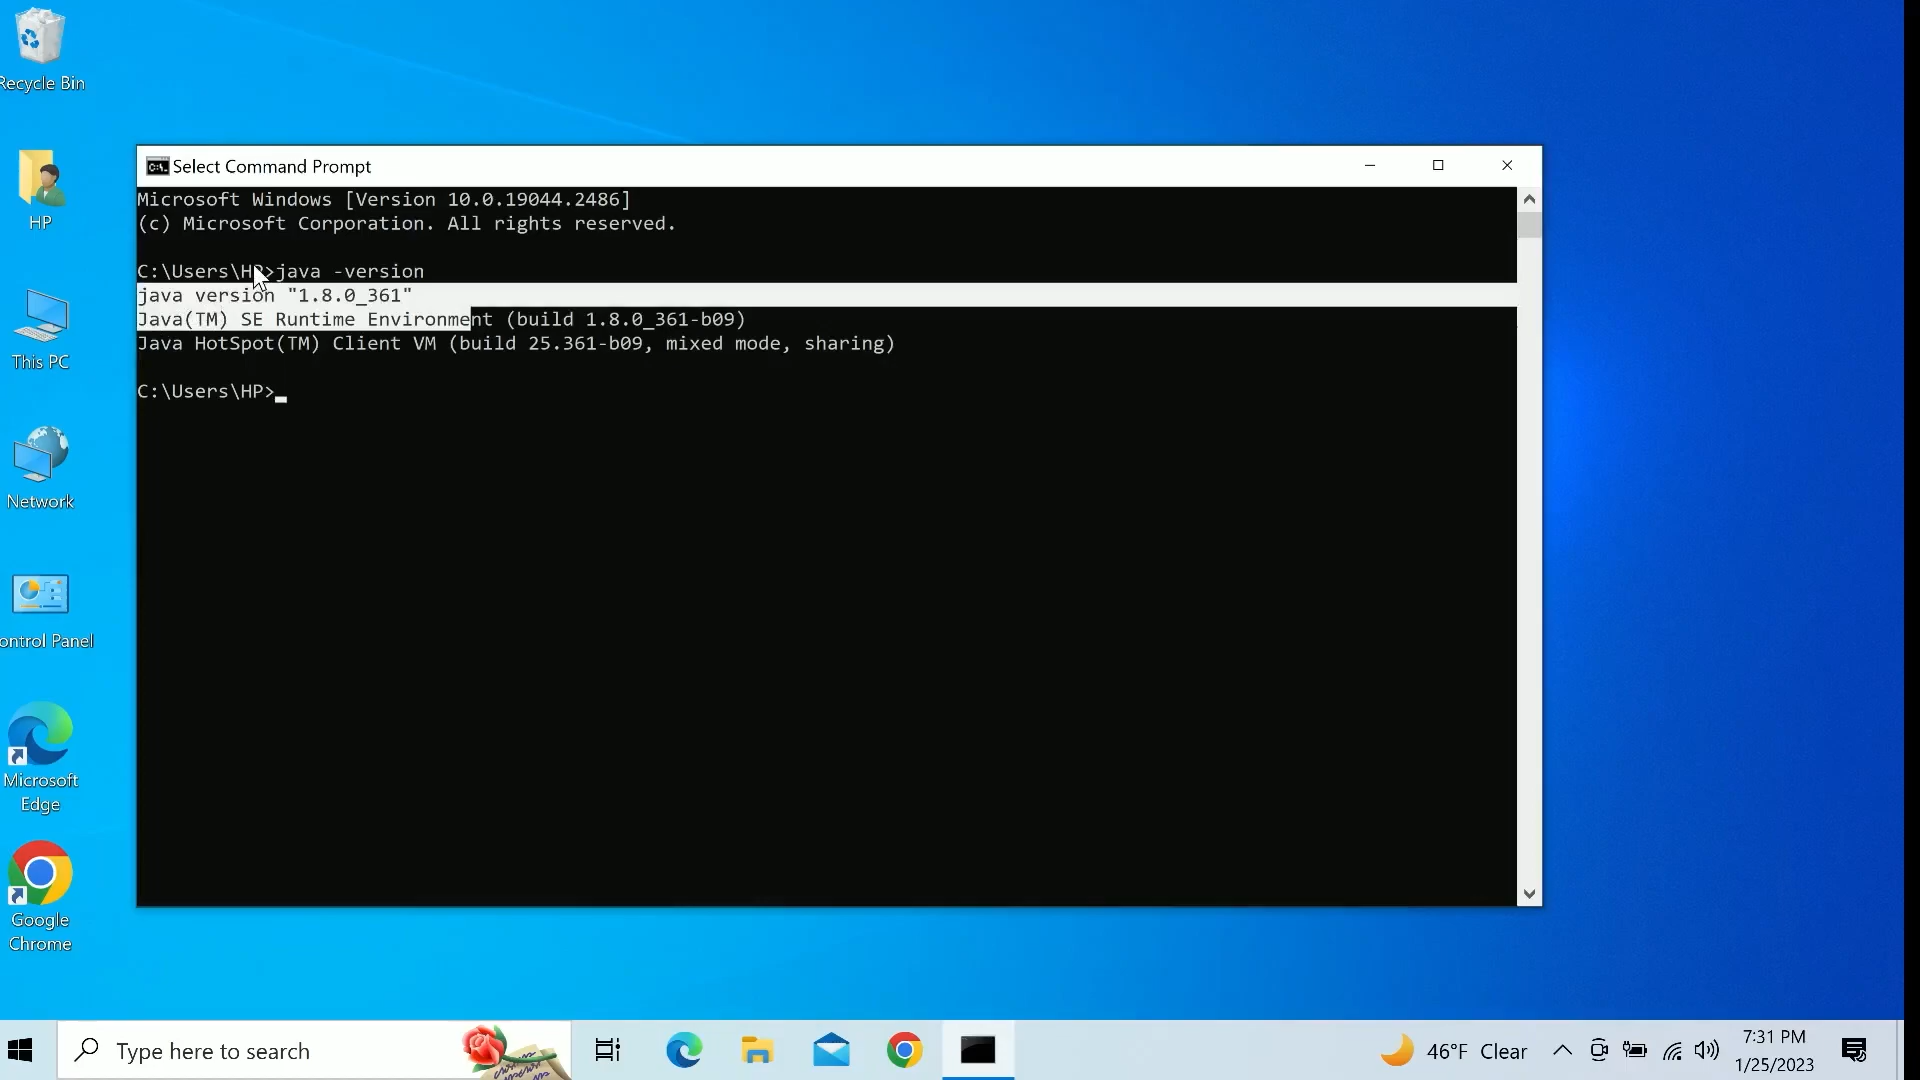 Recycle Bin
HP
This PC
Network
ontrol Panel
Microsoft
Edge
Google
Chrome
C:\. Select Command Prompt
Microsoft Windows [Version 10.0.19044.2486]
(c) Microsoft Corporation. All rights reserved.
C:\Users\HP>java -version
java version "1.8.0_361"
Java(TM) SE Runtime Environment (build 1.8.0_361-b09)
Java HotSpot(TM) Client VM (build 25.361-b09, mixed mode, sharing)
C:\Users\HP>
Type here to search
46°F Clear
7:31 PM
1/25/2023